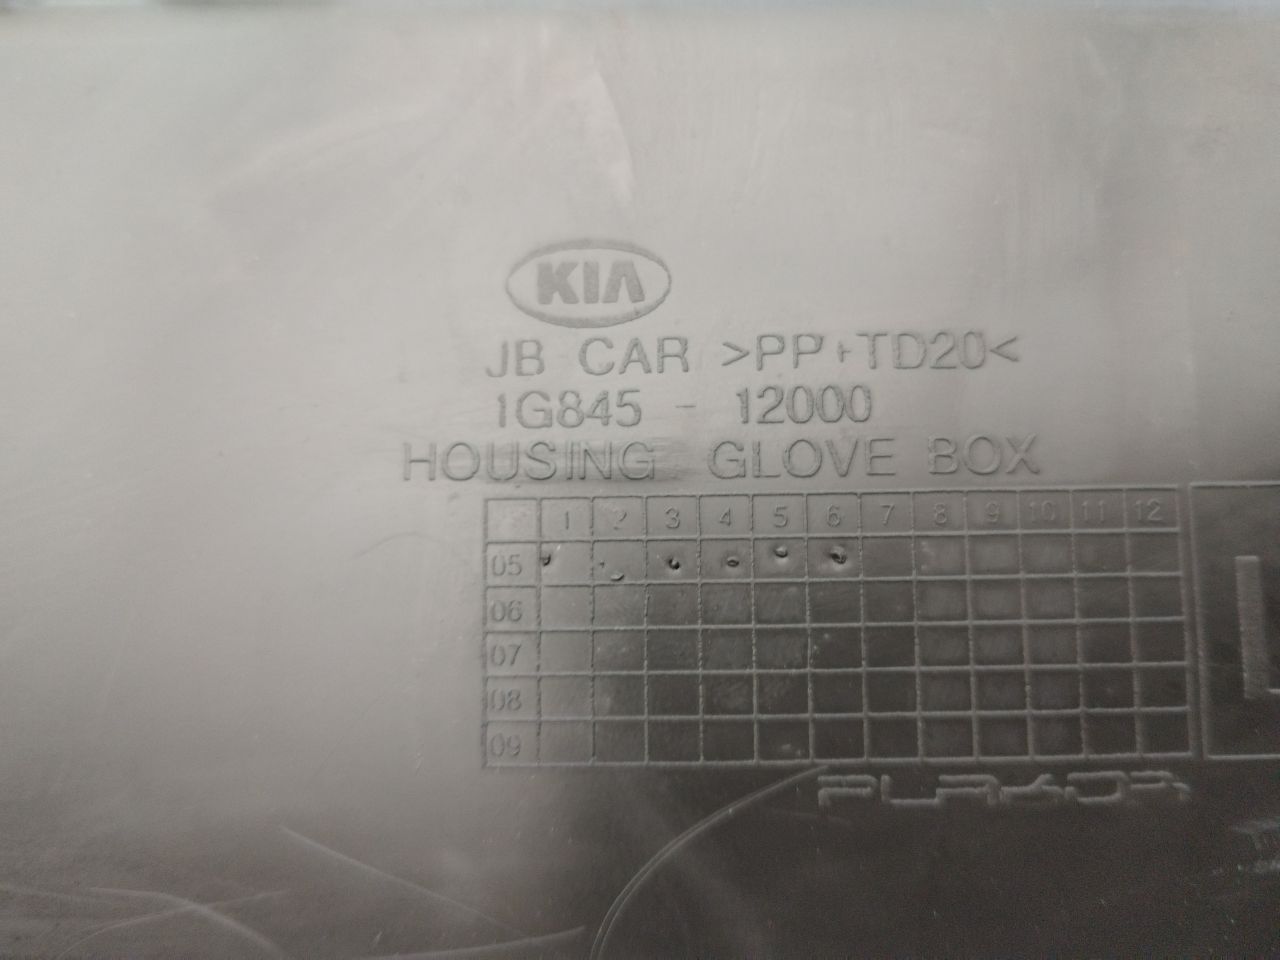 KIA
JB CAR >PP+TD20<
1G845 - 12000
HOUSING GLOVE BOX
1 2 3 4 5 6 7 8 9 10 11 12
05
06
07
08
09
PLAKOR